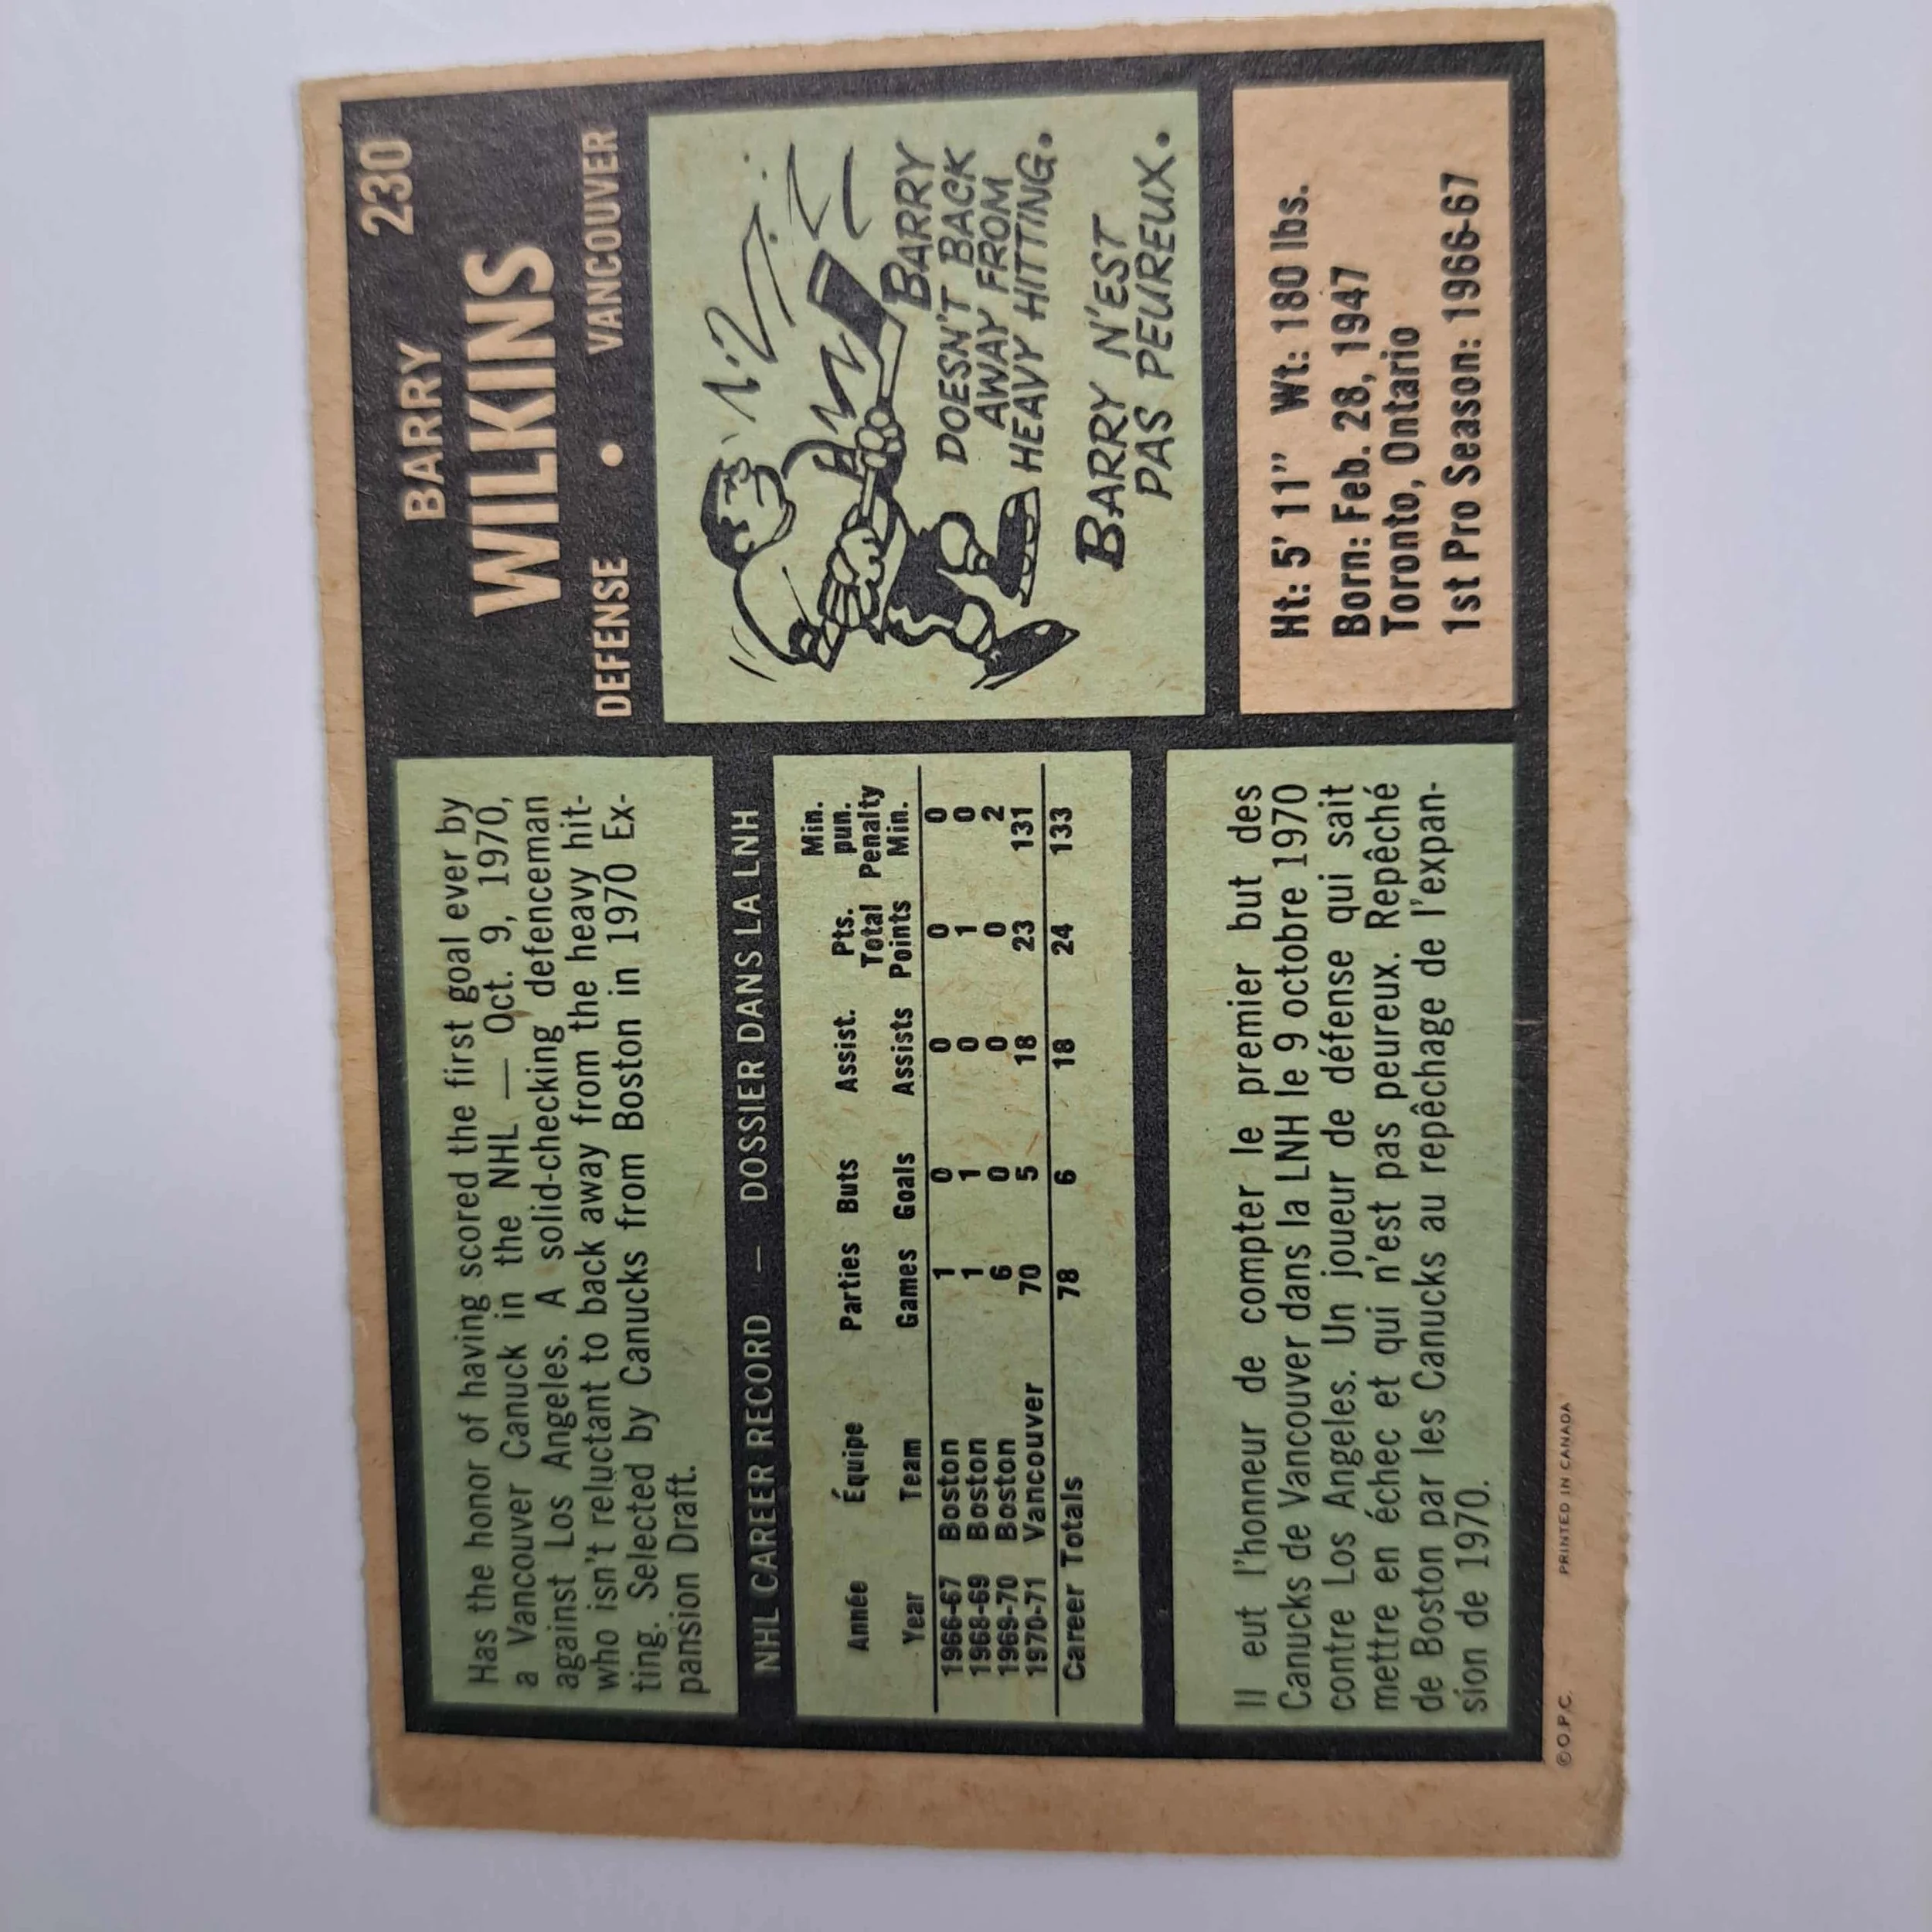 Has the honor of having scored the first goal ever by
a Vancouver Canuck in the NHL — Oct. 9, 1970,
against Los Angeles. A solid-checking defenceman
who isn't reluctant to back away from the heavy hit-
ting. Selected by Canucks from Boston in 1970 Ex-
pansion Draft.
230
BARRY
WILKINS
DEFENSE • VANCOUVER
NHL CAREER RECORD — DOSSIER DANS LA LNH
Année Équipe Parties Buts Assist. Pts. Min. pun.
Year Team Games Goals Assists Total Points Penalty Min.
1966-67 Boston 1 0 0 0 0
1968-69 Boston 1 1 0 1 0
1969-70 Boston 6 0 0 0 2
1970-71 Vancouver 70 5 18 23 131
Career Totals 78 6 18 24 133
BARRY
DOESN'T BACK
AWAY FROM
HEAVY HITTING.
BARRY N'EST
PAS PEUREUX.
Il eut l'honneur de compter le premier but des
Canucks de Vancouver dans la LNH le 9 octobre 1970
contre Los Angeles. Un joueur de défense qui sait
mettre en échec et qui n'est pas peureux. Repêché
de Boston par les Canucks au repêchage de l'expan-
sion de 1970.
Ht: 5' 11" Wt: 180 lbs.
Born: Feb. 28, 1947
Toronto, Ontario
1st Pro Season: 1966-67
©O.P.C. PRINTED IN CANADA